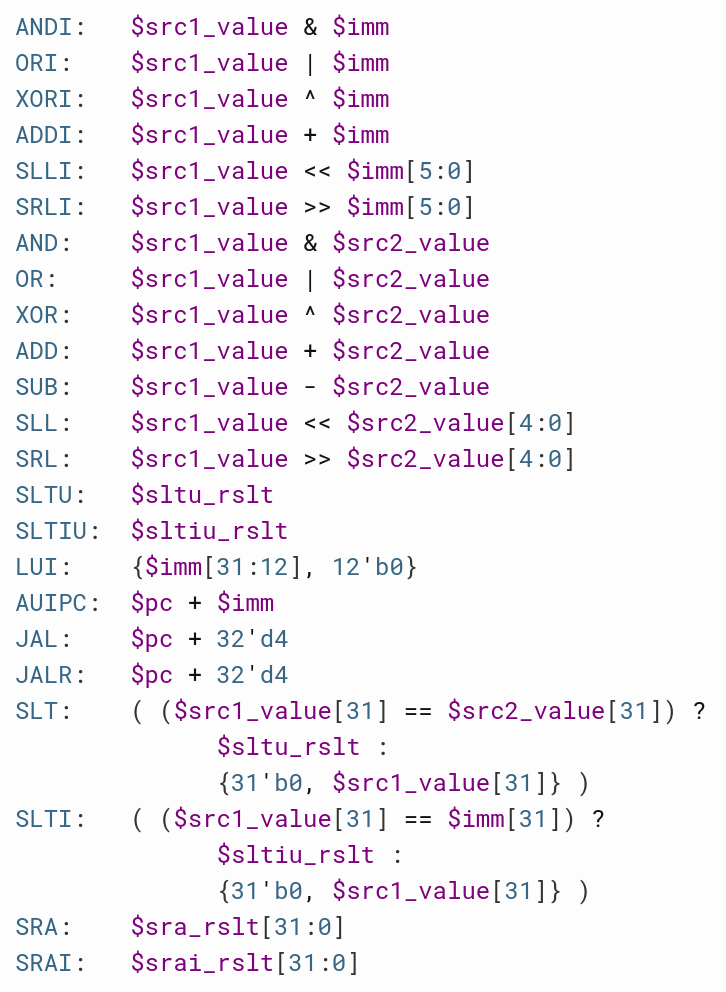 ANDI: $src1_value & $imm
ORI: $src1_value | $imm
XORI: $src1_value ^ $imm
ADDI: $src1_value + $imm
SLLI: $src1_value << $imm[5:0]
SRLI: $src1_value >> $imm[5:0]
AND: $src1_value & $src2_value
OR: $src1_value | $src2_value
XOR: $src1_value ^ $src2_value
ADD: $src1_value + $src2_value
SUB: $src1_value - $src2_value
SLL: $src1_value << $src2_value[4:0]
SRL: $src1_value >> $src2_value[4:0]
SLTU: $sltu_rslt
SLTIU: $sltiu_rslt
LUI: {$imm[31:12], 12'b0}
AUIPC: $pc + $imm
JAL: $pc + 32'd4
JALR: $pc + 32'd4
SLT: ( ($src1_value[31] == $src2_value[31]) ?
$sltu_rslt :
{31'b0, $src1_value[31]} )
SLTI: ( ($src1_value[31] == $imm[31]) ?
$sltiu_rslt :
{31'b0, $src1_value[31]} )
SRA: $sra_rslt[31:0]
SRAI: $srai_rslt[31:0]